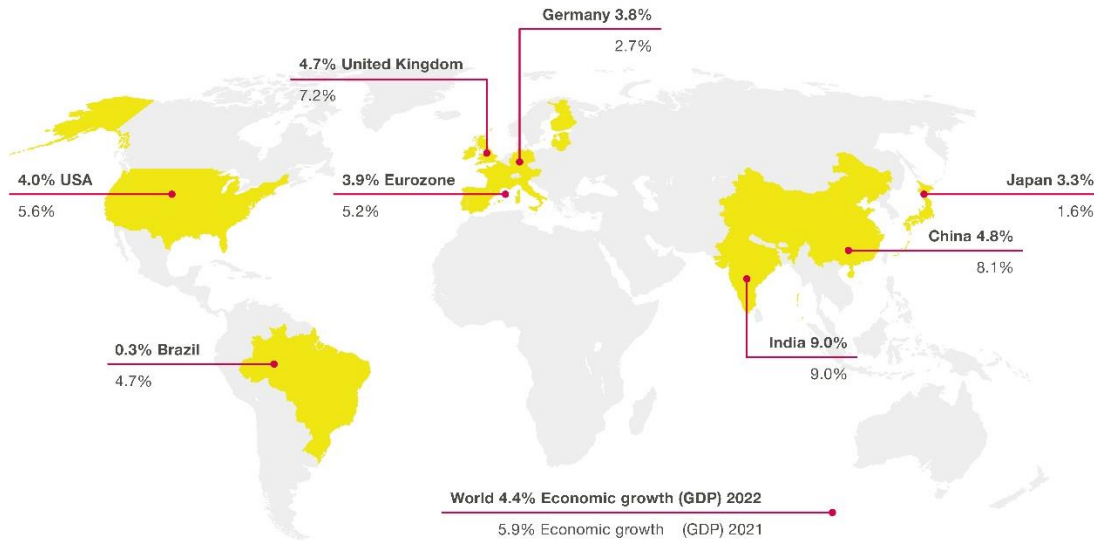 Germany 3.8%
2.7%
4.7% United Kingdom
7.2%
4.0% USA
5.6%
3.9% Eurozone
5.2%
Japan 3.3%
1.6%
China 4.8%
8.1%
India 9.0%
9.0%
0.3% Brazil
4.7%
World 4.4% Economic growth (GDP) 2022
5.9% Economic growth (GDP) 2021